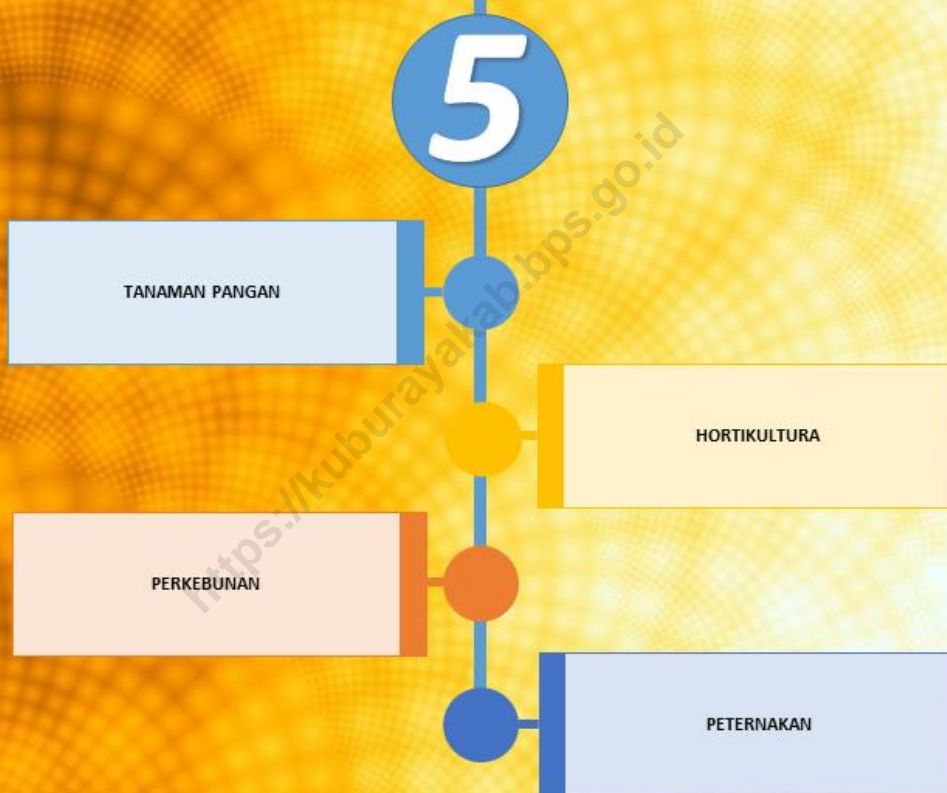 5
TANAMAN PANGAN
HORTIKULTURA
PERKEBUNAN
PETERNAKAN
https://kuburayakab.bps.go.id